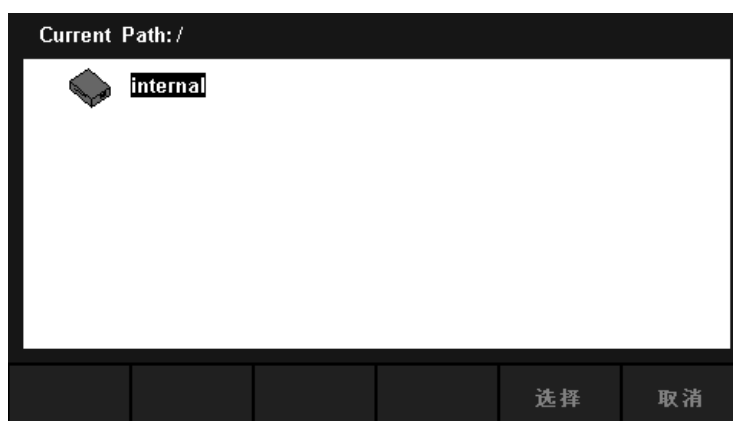 Current Path: /
internal
选择 取消